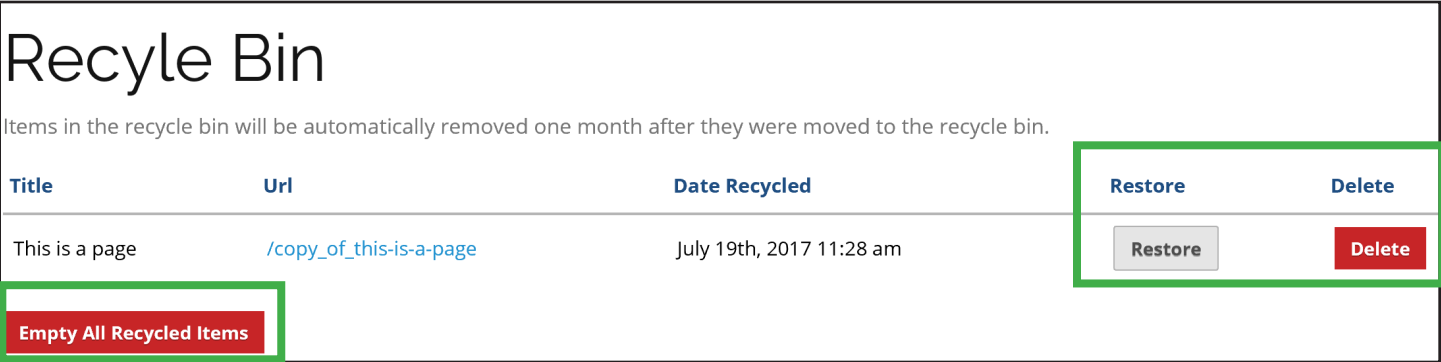 Recyle Bin
Items in the recycle bin will be automatically removed one month after they were moved to the recycle bin.
Title Url Date Recycled Restore Delete
This is a page /copy_of_this-is-a-page July 19th, 2017 11:28 am Restore Delete
Empty All Recycled Items